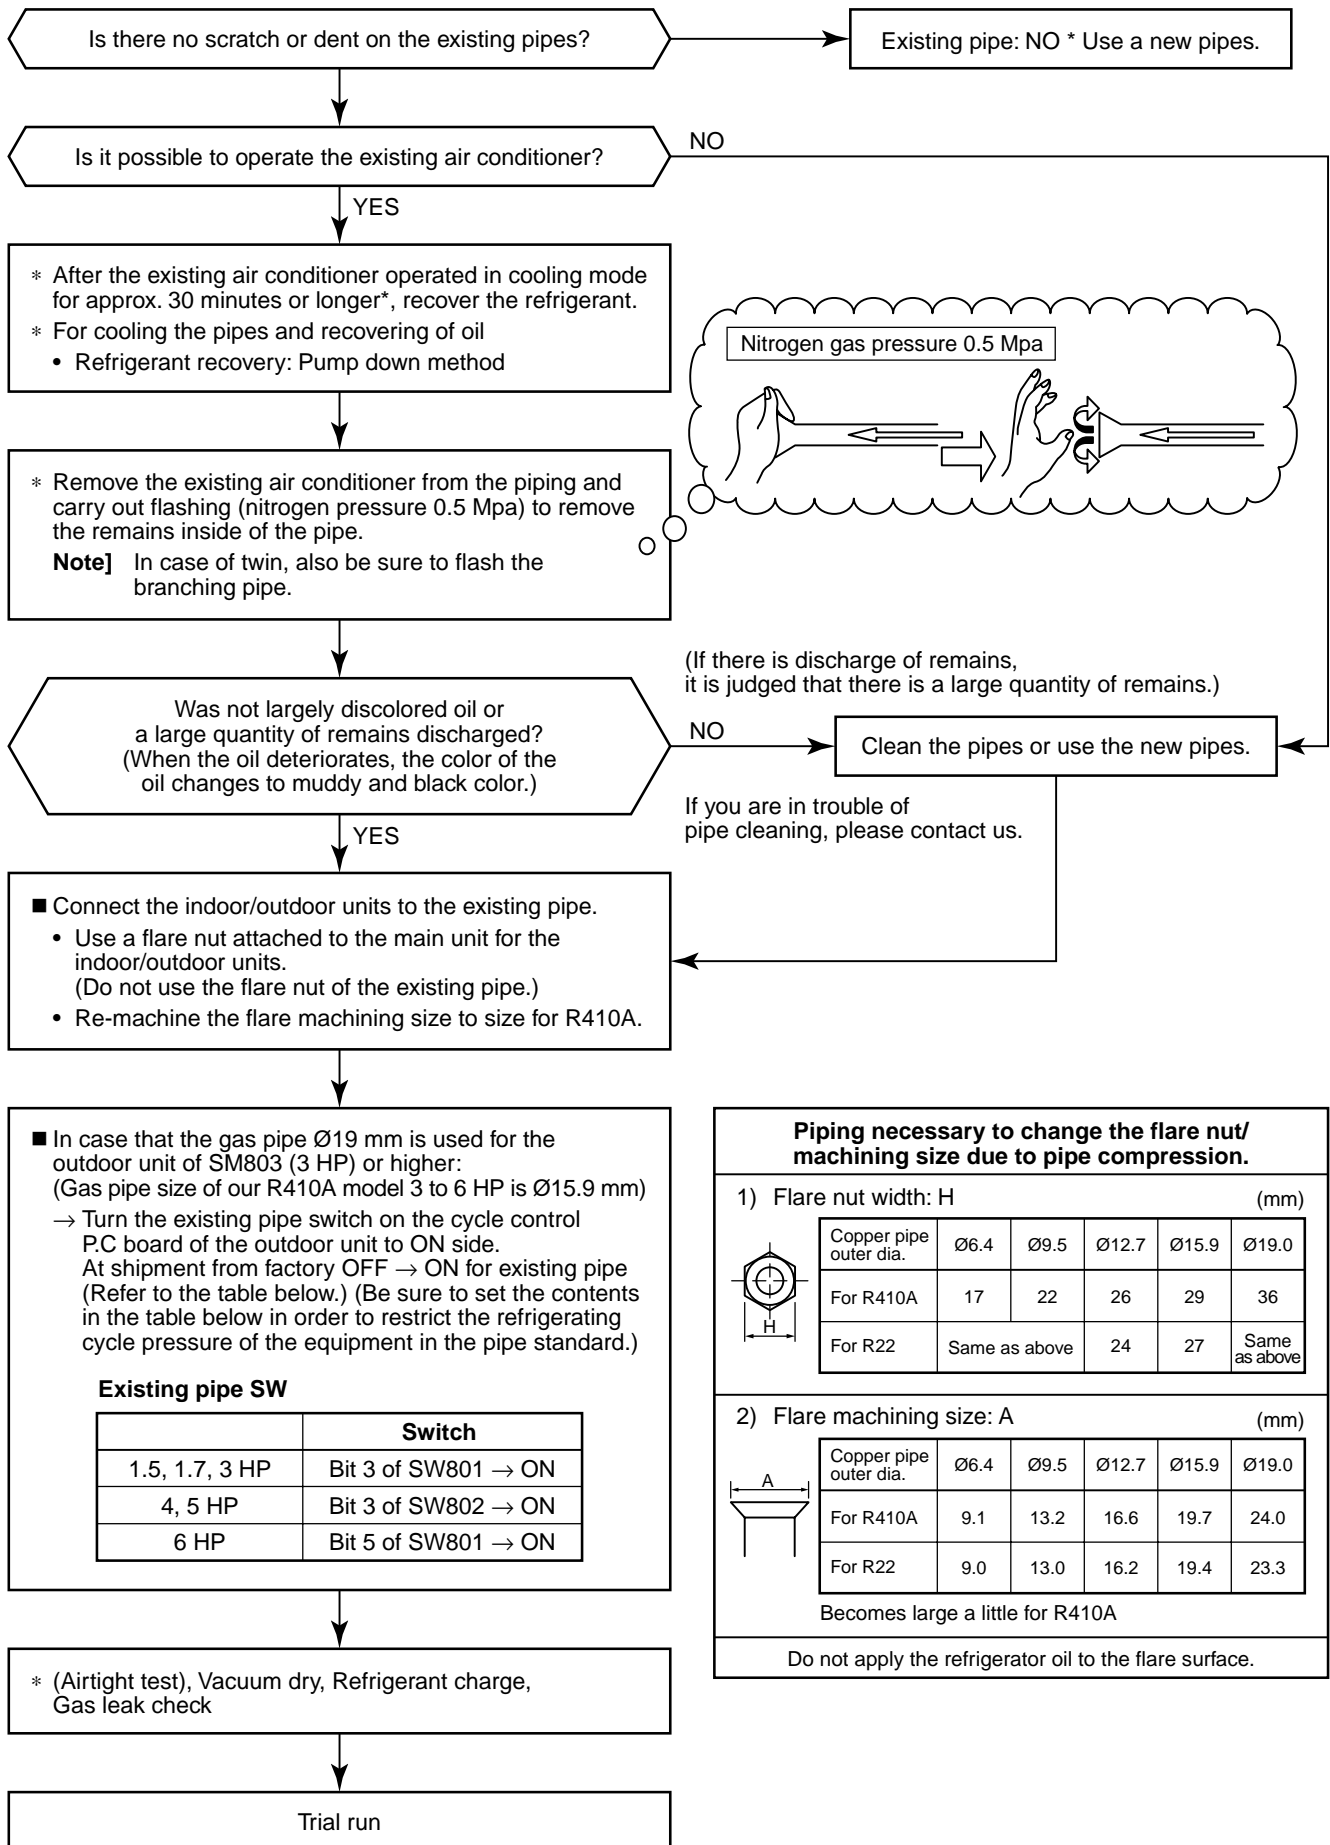 Is there no scratch or dent on the existing pipes?
Existing pipe: NO * Use a new pipes.
Is it possible to operate the existing air conditioner?
NO
YES
* After the existing air conditioner operated in cooling mode
for approx. 30 minutes or longer*, recover the refrigerant.
* For cooling the pipes and recovering of oil
• Refrigerant recovery: Pump down method
Nitrogen gas pressure 0.5 Mpa
* Remove the existing air conditioner from the piping and
carry out flashing (nitrogen pressure 0.5 Mpa) to remove
the remains inside of the pipe.
Note] In case of twin, also be sure to flash the
branching pipe.
(If there is discharge of remains,
it is judged that there is a large quantity of remains.)
Was not largely discolored oil or
a large quantity of remains discharged?
(When the oil deteriorates, the color of the
oil changes to muddy and black color.)
NO
Clean the pipes or use the new pipes.
If you are in trouble of
pipe cleaning, please contact us.
YES
■ Connect the indoor/outdoor units to the existing pipe.
• Use a flare nut attached to the main unit for the
indoor/outdoor units.
(Do not use the flare nut of the existing pipe.)
• Re-machine the flare machining size to size for R410A.
■ In case that the gas pipe Ø19 mm is used for the
outdoor unit of SM803 (3 HP) or higher:
(Gas pipe size of our R410A model 3 to 6 HP is Ø15.9 mm)
→ Turn the existing pipe switch on the cycle control
P.C board of the outdoor unit to ON side.
At shipment from factory OFF → ON for existing pipe
(Refer to the table below.) (Be sure to set the contents
in the table below in order to restrict the refrigerating
cycle pressure of the equipment in the pipe standard.)
Existing pipe SW
Switch
1.5, 1.7, 3 HP Bit 3 of SW801 → ON
4, 5 HP Bit 3 of SW802 → ON
6 HP Bit 5 of SW801 → ON
Piping necessary to change the flare nut/
machining size due to pipe compression.
1) Flare nut width: H (mm)
H
Copper pipe
outer dia. Ø6.4 Ø9.5 Ø12.7 Ø15.9 Ø19.0
For R410A 17 22 26 29 36
For R22 Same as above 24 27 Same
as above
2) Flare machining size: A (mm)
A
Copper pipe
outer dia. Ø6.4 Ø9.5 Ø12.7 Ø15.9 Ø19.0
For R410A 9.1 13.2 16.6 19.7 24.0
For R22 9.0 13.0 16.2 19.4 23.3
Becomes large a little for R410A
Do not apply the refrigerator oil to the flare surface.
* (Airtight test), Vacuum dry, Refrigerant charge,
Gas leak check
Trial run